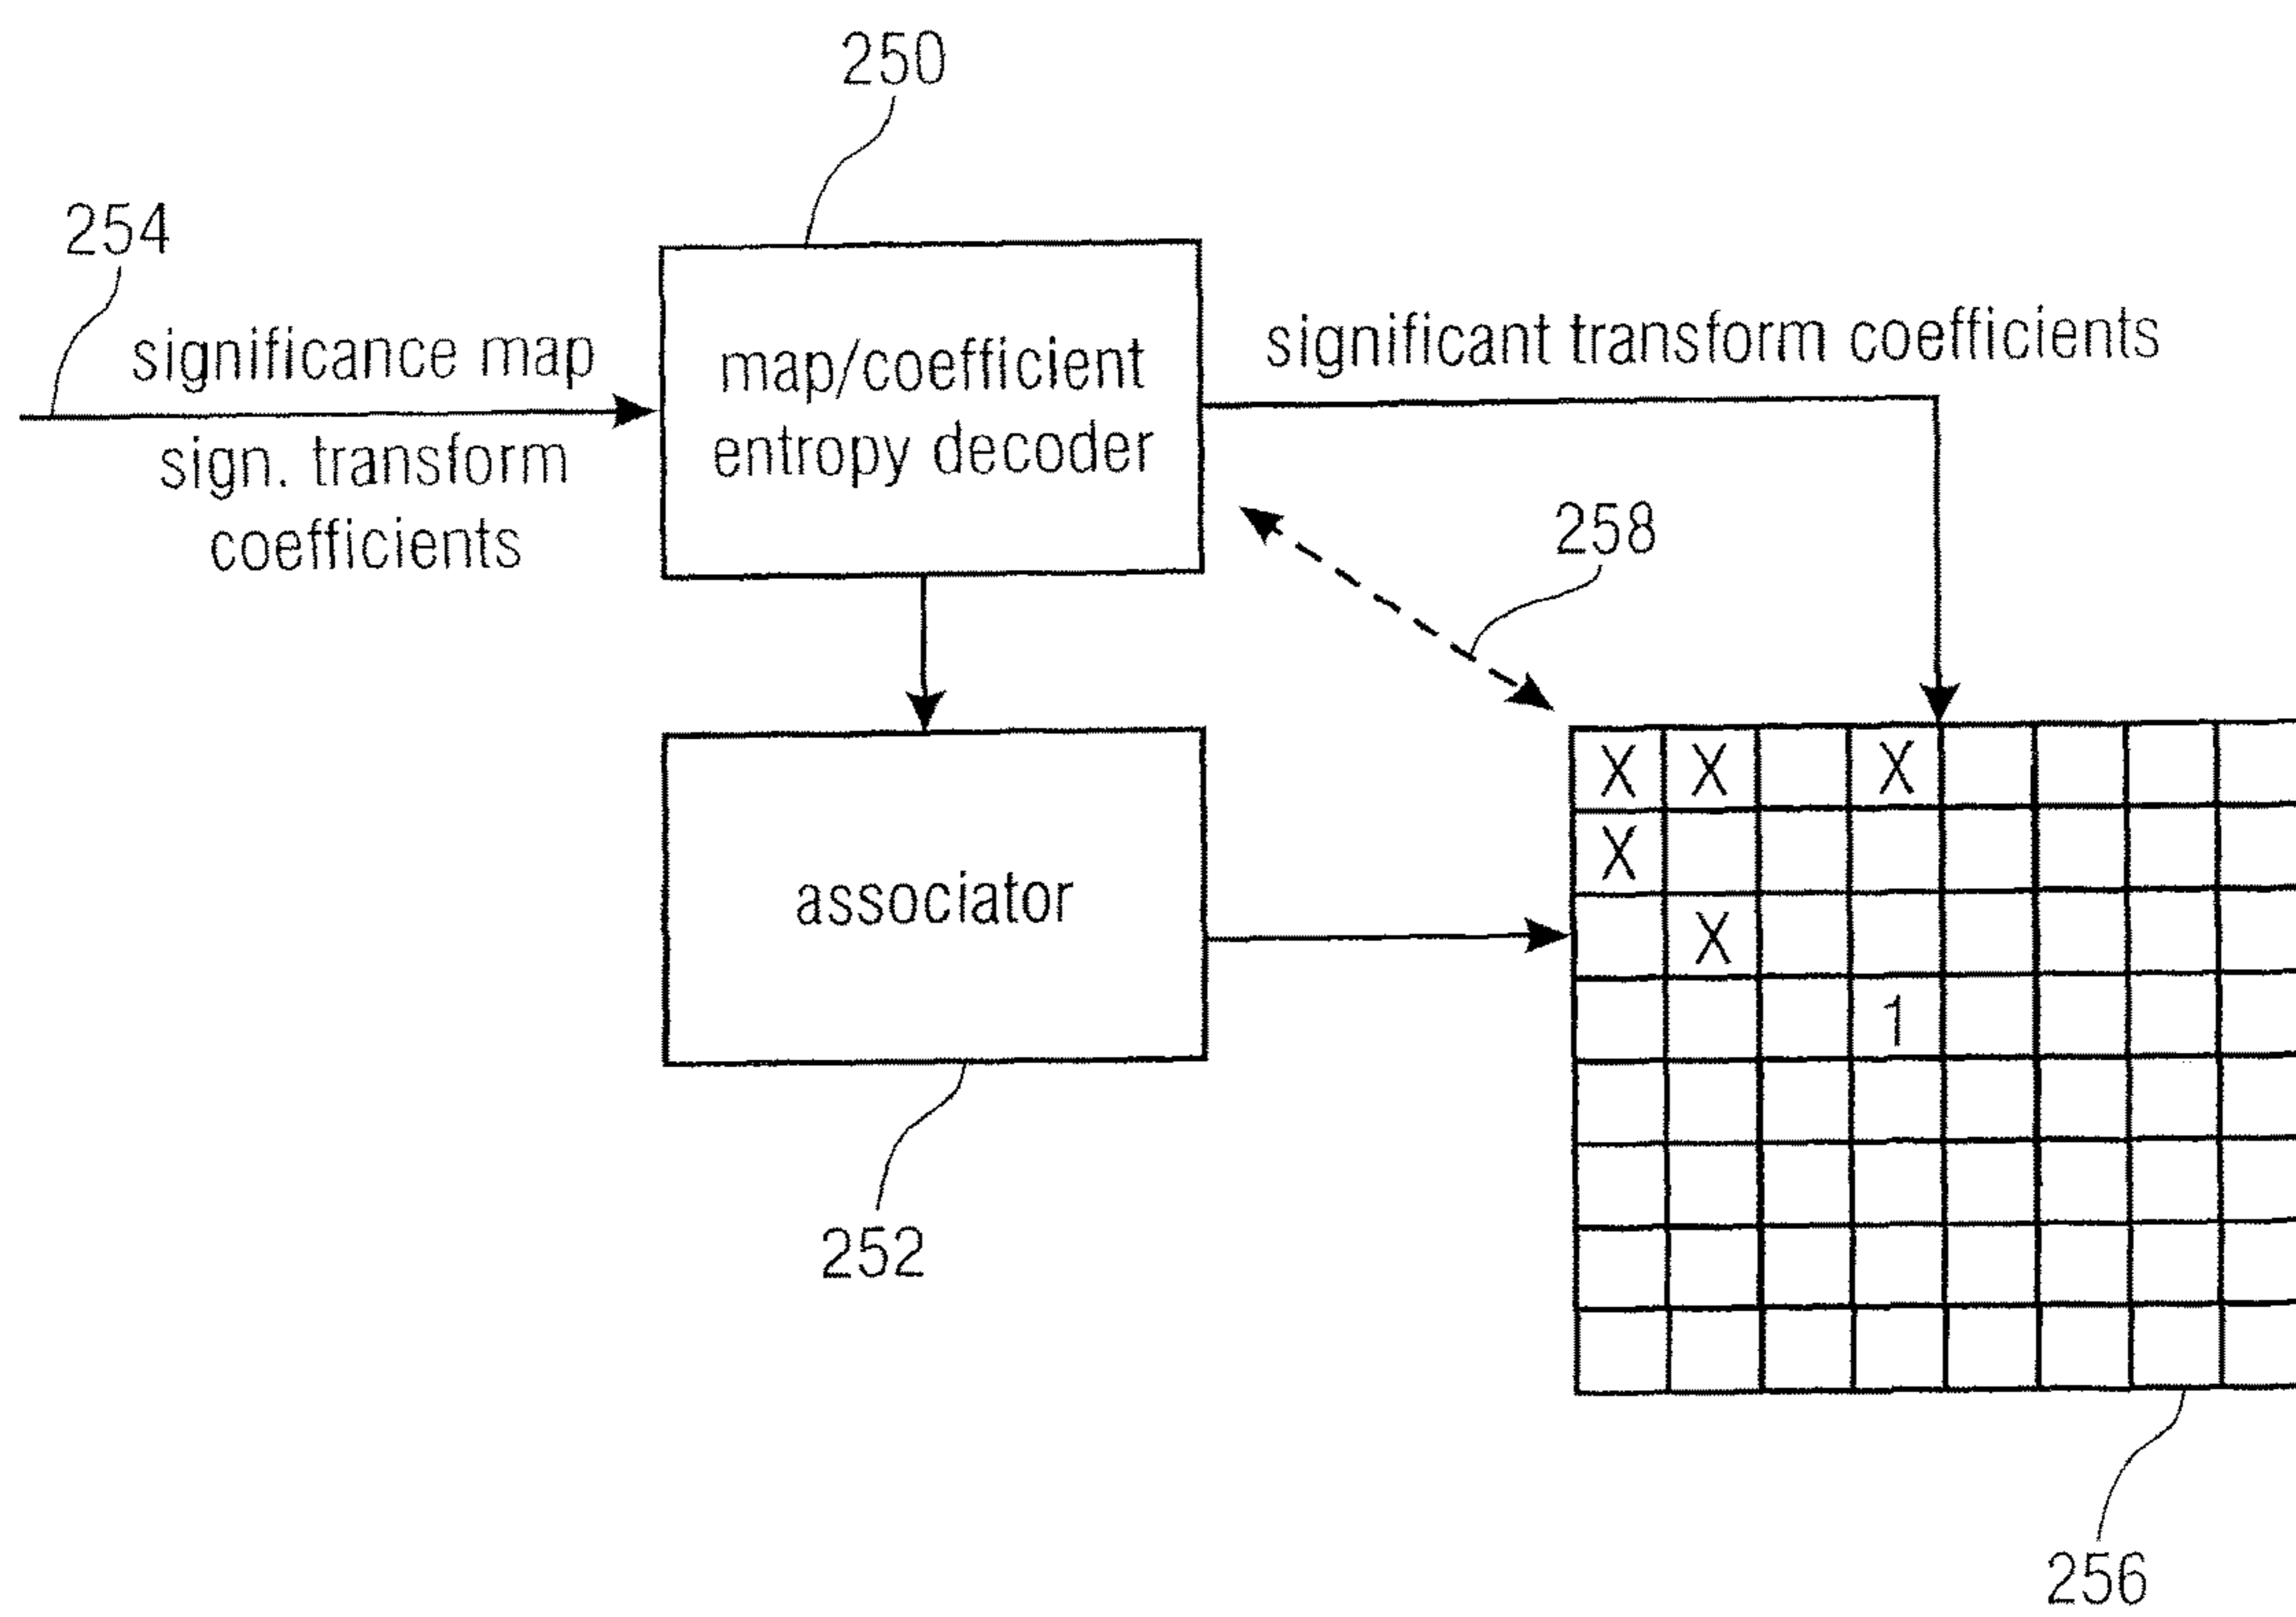 250
254
significance map
sign. transform
coefficients
map/coefficient
entropy decoder
significant transform coefficients
258
associator
X X X
X
X
1
252
256